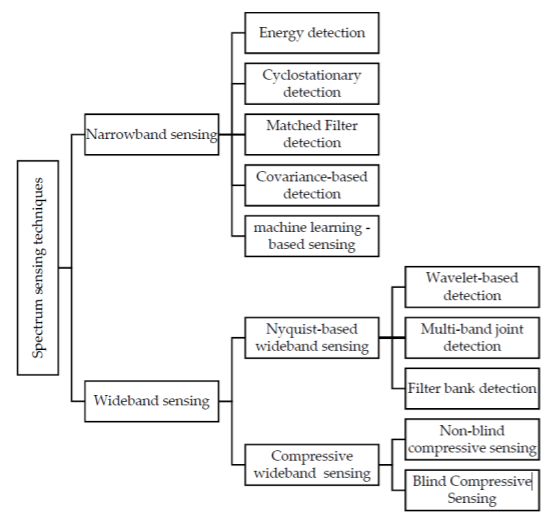 Spectrum sensing techniques
Narrowband sensing
Energy detection
Cyclostationary
detection
Matched Filter
detection
Covariance-based
detection
machine learning -
based sensing
Wideband sensing
Nyquist-based
wideband sensing
Wavelet-based
detection
Multi-band joint
detection
Filter bank detection
Compressive
wideband sensing
Non-blind
compressive sensing
Blind Compressive
Sensing